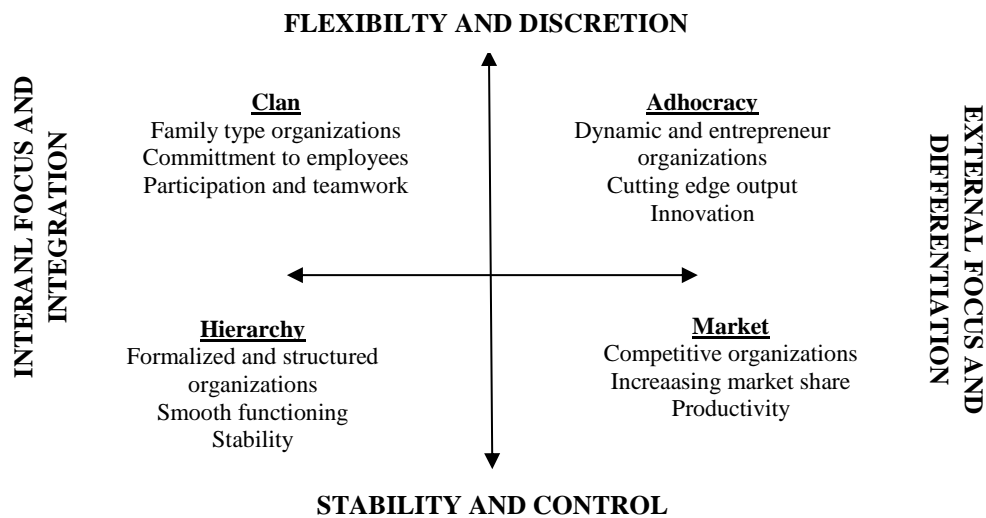 FLEXIBILTY AND DISCRETION
INTERANL FOCUS AND
INTEGRATION
Clan
Family type organizations
Committment to employees
Participation and teamwork
Adhocracy
Dynamic and entrepreneur
organizations
Cutting edge output
Innovation
EXTERNAL FOCUS AND
DIFFERENTIATION
Hierarchy
Formalized and structured
organizations
Smooth functioning
Stability
Market
Competitive organizations
Increaasing market share
Productivity
STABILITY AND CONTROL